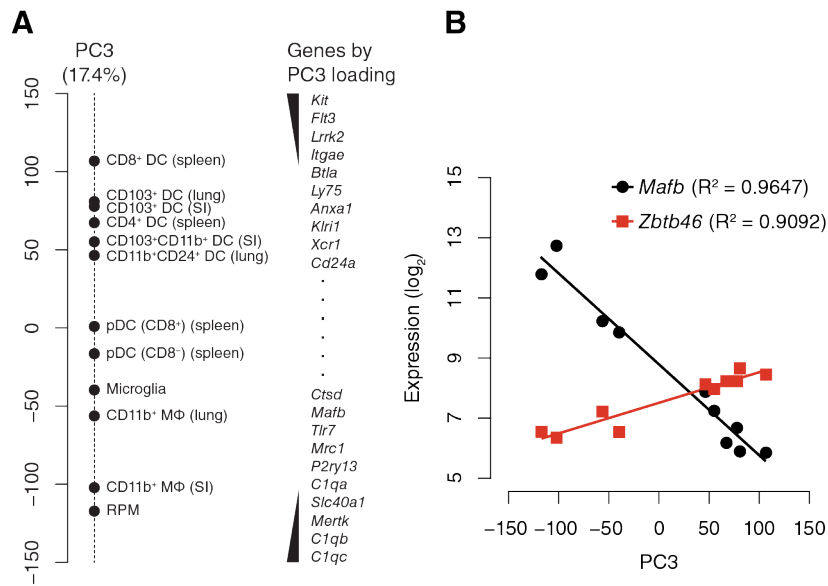 A
PC3
(17.4%)
150
100
50
0
−50
−100
−150
CD8⁺ DC (spleen)
CD103⁺ DC (lung)
CD103⁺ DC (SI)
CD4⁺ DC (spleen)
CD103⁺CD11b⁺ DC (SI)
CD11b⁺CD24⁺ DC (lung)
pDC (CD8⁺) (spleen)
pDC (CD8⁻) (spleen)
Microglia
CD11b⁺ MΦ (lung)
CD11b⁺ MΦ (SI)
RPM
Genes by
PC3 loading
Kit
Flt3
Lrrk2
Itgae
Btla
Ly75
Anxa1
Klri1
Xcr1
Cd24a
Ctsd
Mafb
Tlr7
Mrc1
P2ry13
C1qa
Slc40a1
Mertk
C1qb
C1qc
B
Mafb (R² = 0.9647)
Zbtb46 (R² = 0.9092)
Expression (log₂)
15
13
11
9
7
5
−150 −100 −50 0 50 100 150
PC3